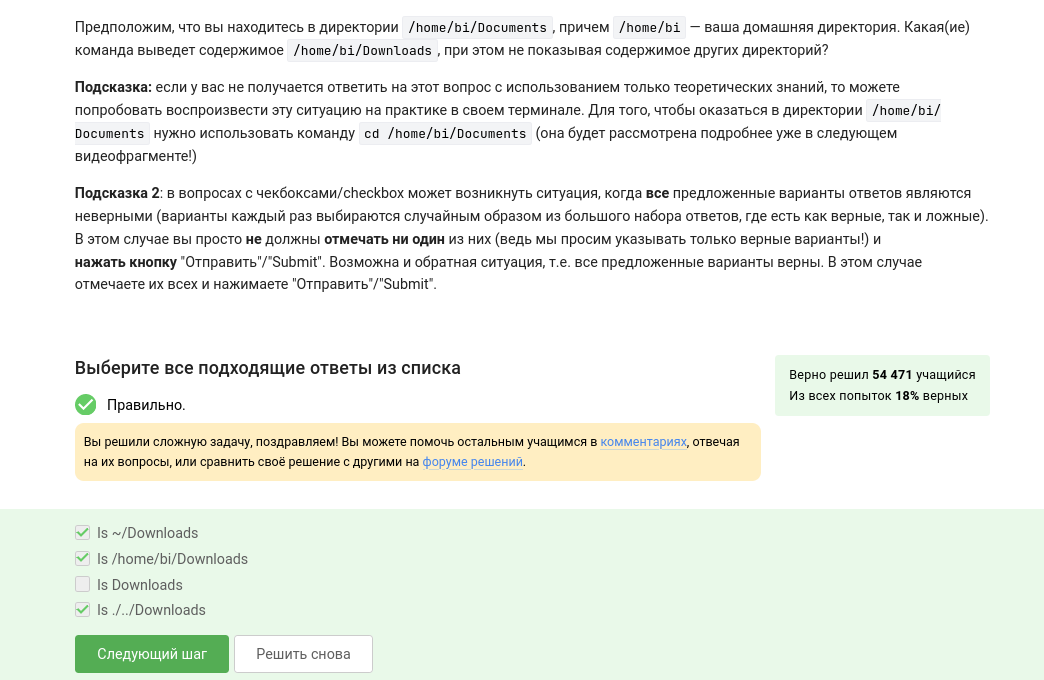 Предположим, что вы находитесь в директории /home/bi/Documents, причем /home/bi — ваша домашняя директория. Какая(ие)
команда выведет содержимое /home/bi/Downloads, при этом не показывая содержимое других директорий?
Подсказка: если у вас не получается ответить на этот вопрос с использованием только теоретических знаний, то можете
попробовать воспроизвести эту ситуацию на практике в своем терминале. Для того, чтобы оказаться в директории /home/bi/
Documents нужно использовать команду cd /home/bi/Documents (она будет рассмотрена подробнее уже в следующем
видеофрагменте!)
Подсказка 2: в вопросах с чекбоксами/checkbox может возникнуть ситуация, когда все предложенные варианты ответов являются
неверными (варианты каждый раз выбираются случайным образом из большого набора ответов, где есть как верные, так и ложные).
В этом случае вы просто не должны отмечать ни один из них (ведь мы просим указывать только верные варианты!) и
нажать кнопку "Отправить"/"Submit". Возможна и обратная ситуация, т.е. все предложенные варианты верны. В этом случае
отмечаете их всех и нажимаете "Отправить"/"Submit".
Выберите все подходящие ответы из списка
Верно решил 54 471 учащийся
Из всех попыток 18% верных
Правильно.
Вы решили сложную задачу, поздравляем! Вы можете помочь остальным учащимся в комментариях, отвечая
на их вопросы, или сравнить своё решение с другими на форуме решений.
ls ~/Downloads
ls /home/bi/Downloads
ls Downloads
ls ./../Downloads
Следующий шаг
Решить снова